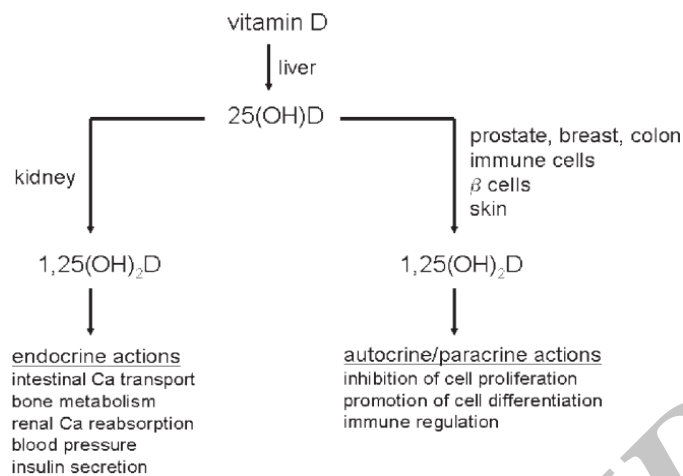 vitamin D
liver
25(OH)D
kidney
prostate, breast, colon
immune cells
β cells
skin
1,25(OH)₂D
1,25(OH)₂D
endocrine actions
intestinal Ca transport
bone metabolism
renal Ca reabsorption
blood pressure
insulin secretion
autocrine/paracrine actions
inhibition of cell proliferation
promotion of cell differentiation
immune regulation